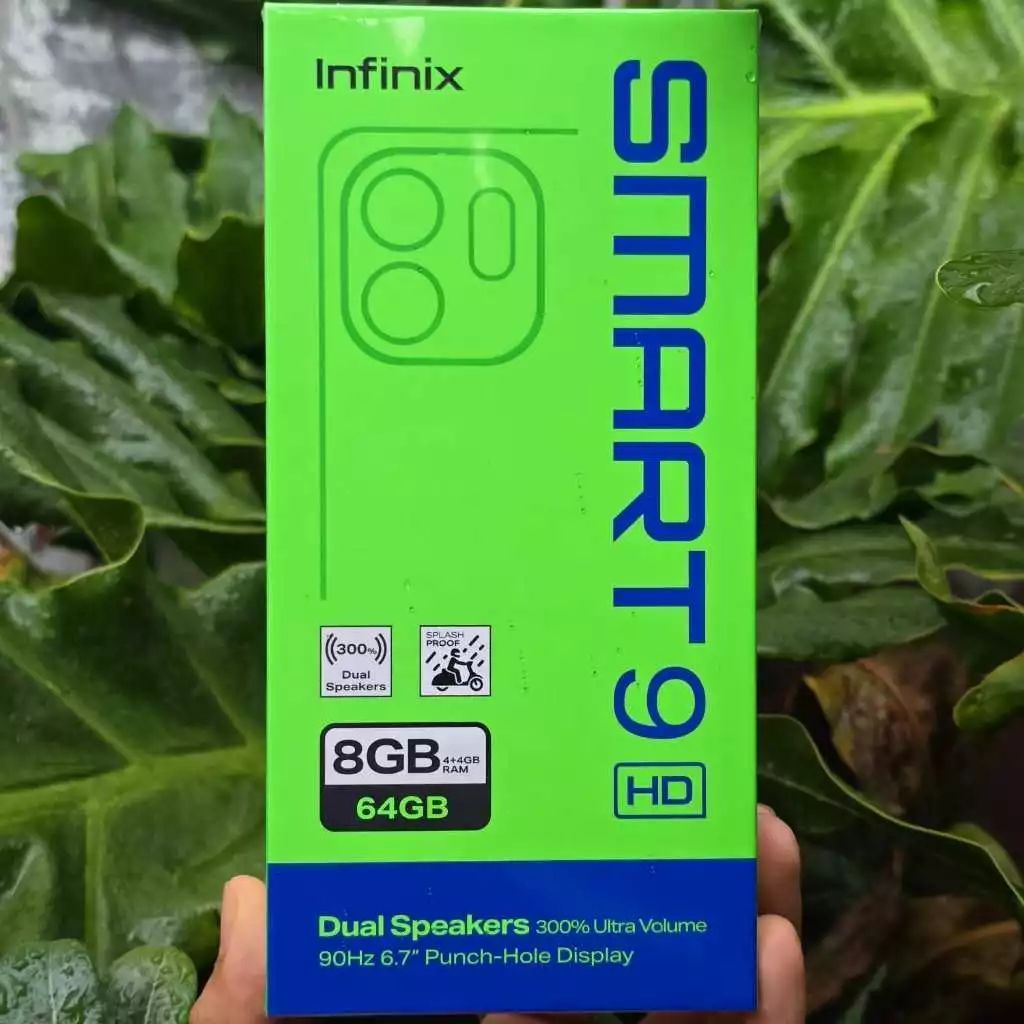 Infinix
SMART 9
HD
300%
Dual
Speakers
SPLASH
PROOF
8GB 4+4GB
RAM
64GB
Dual Speakers 300% Ultra Volume
90Hz 6.7" Punch-Hole Display